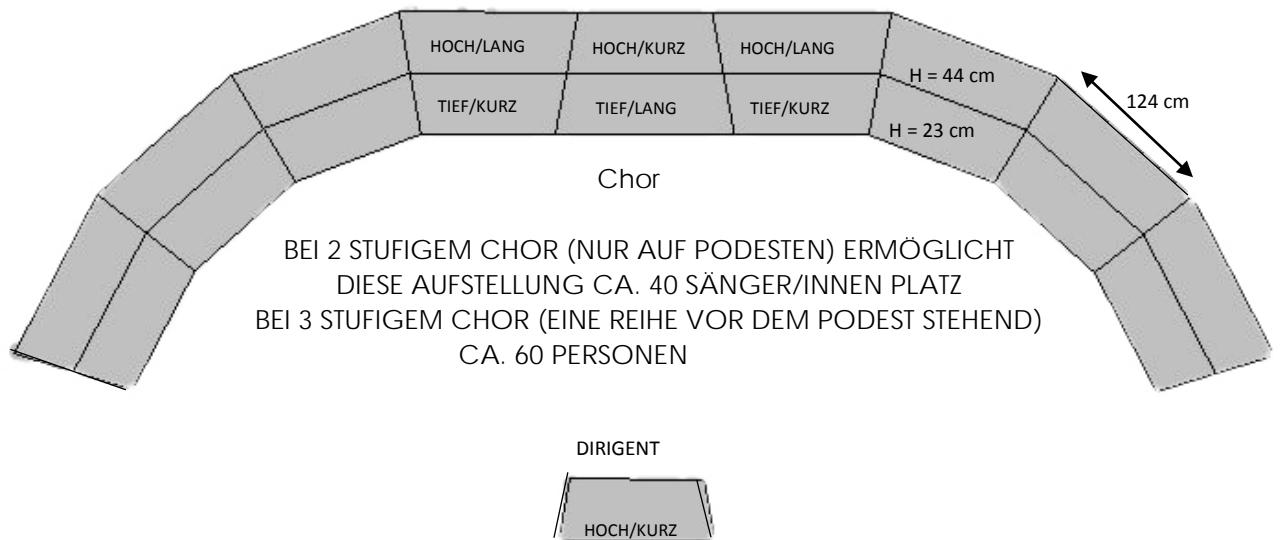 HOCH/LANG
HOCH/KURZ
HOCH/LANG
H = 44 cm
124 cm
TIEF/KURZ
TIEF/LANG
TIEF/KURZ
H = 23 cm
Chor
BEI 2 STUFIGEM CHOR (NUR AUF PODESTEN) ERMÖGLICHT
DIESE AUFSTELLUNG CA. 40 SÄNGER/INNEN PLATZ
BEI 3 STUFIGEM CHOR (EINE REIHE VOR DEM PODEST STEHEND)
CA. 60 PERSONEN
DIRIGENT
HOCH/KURZ